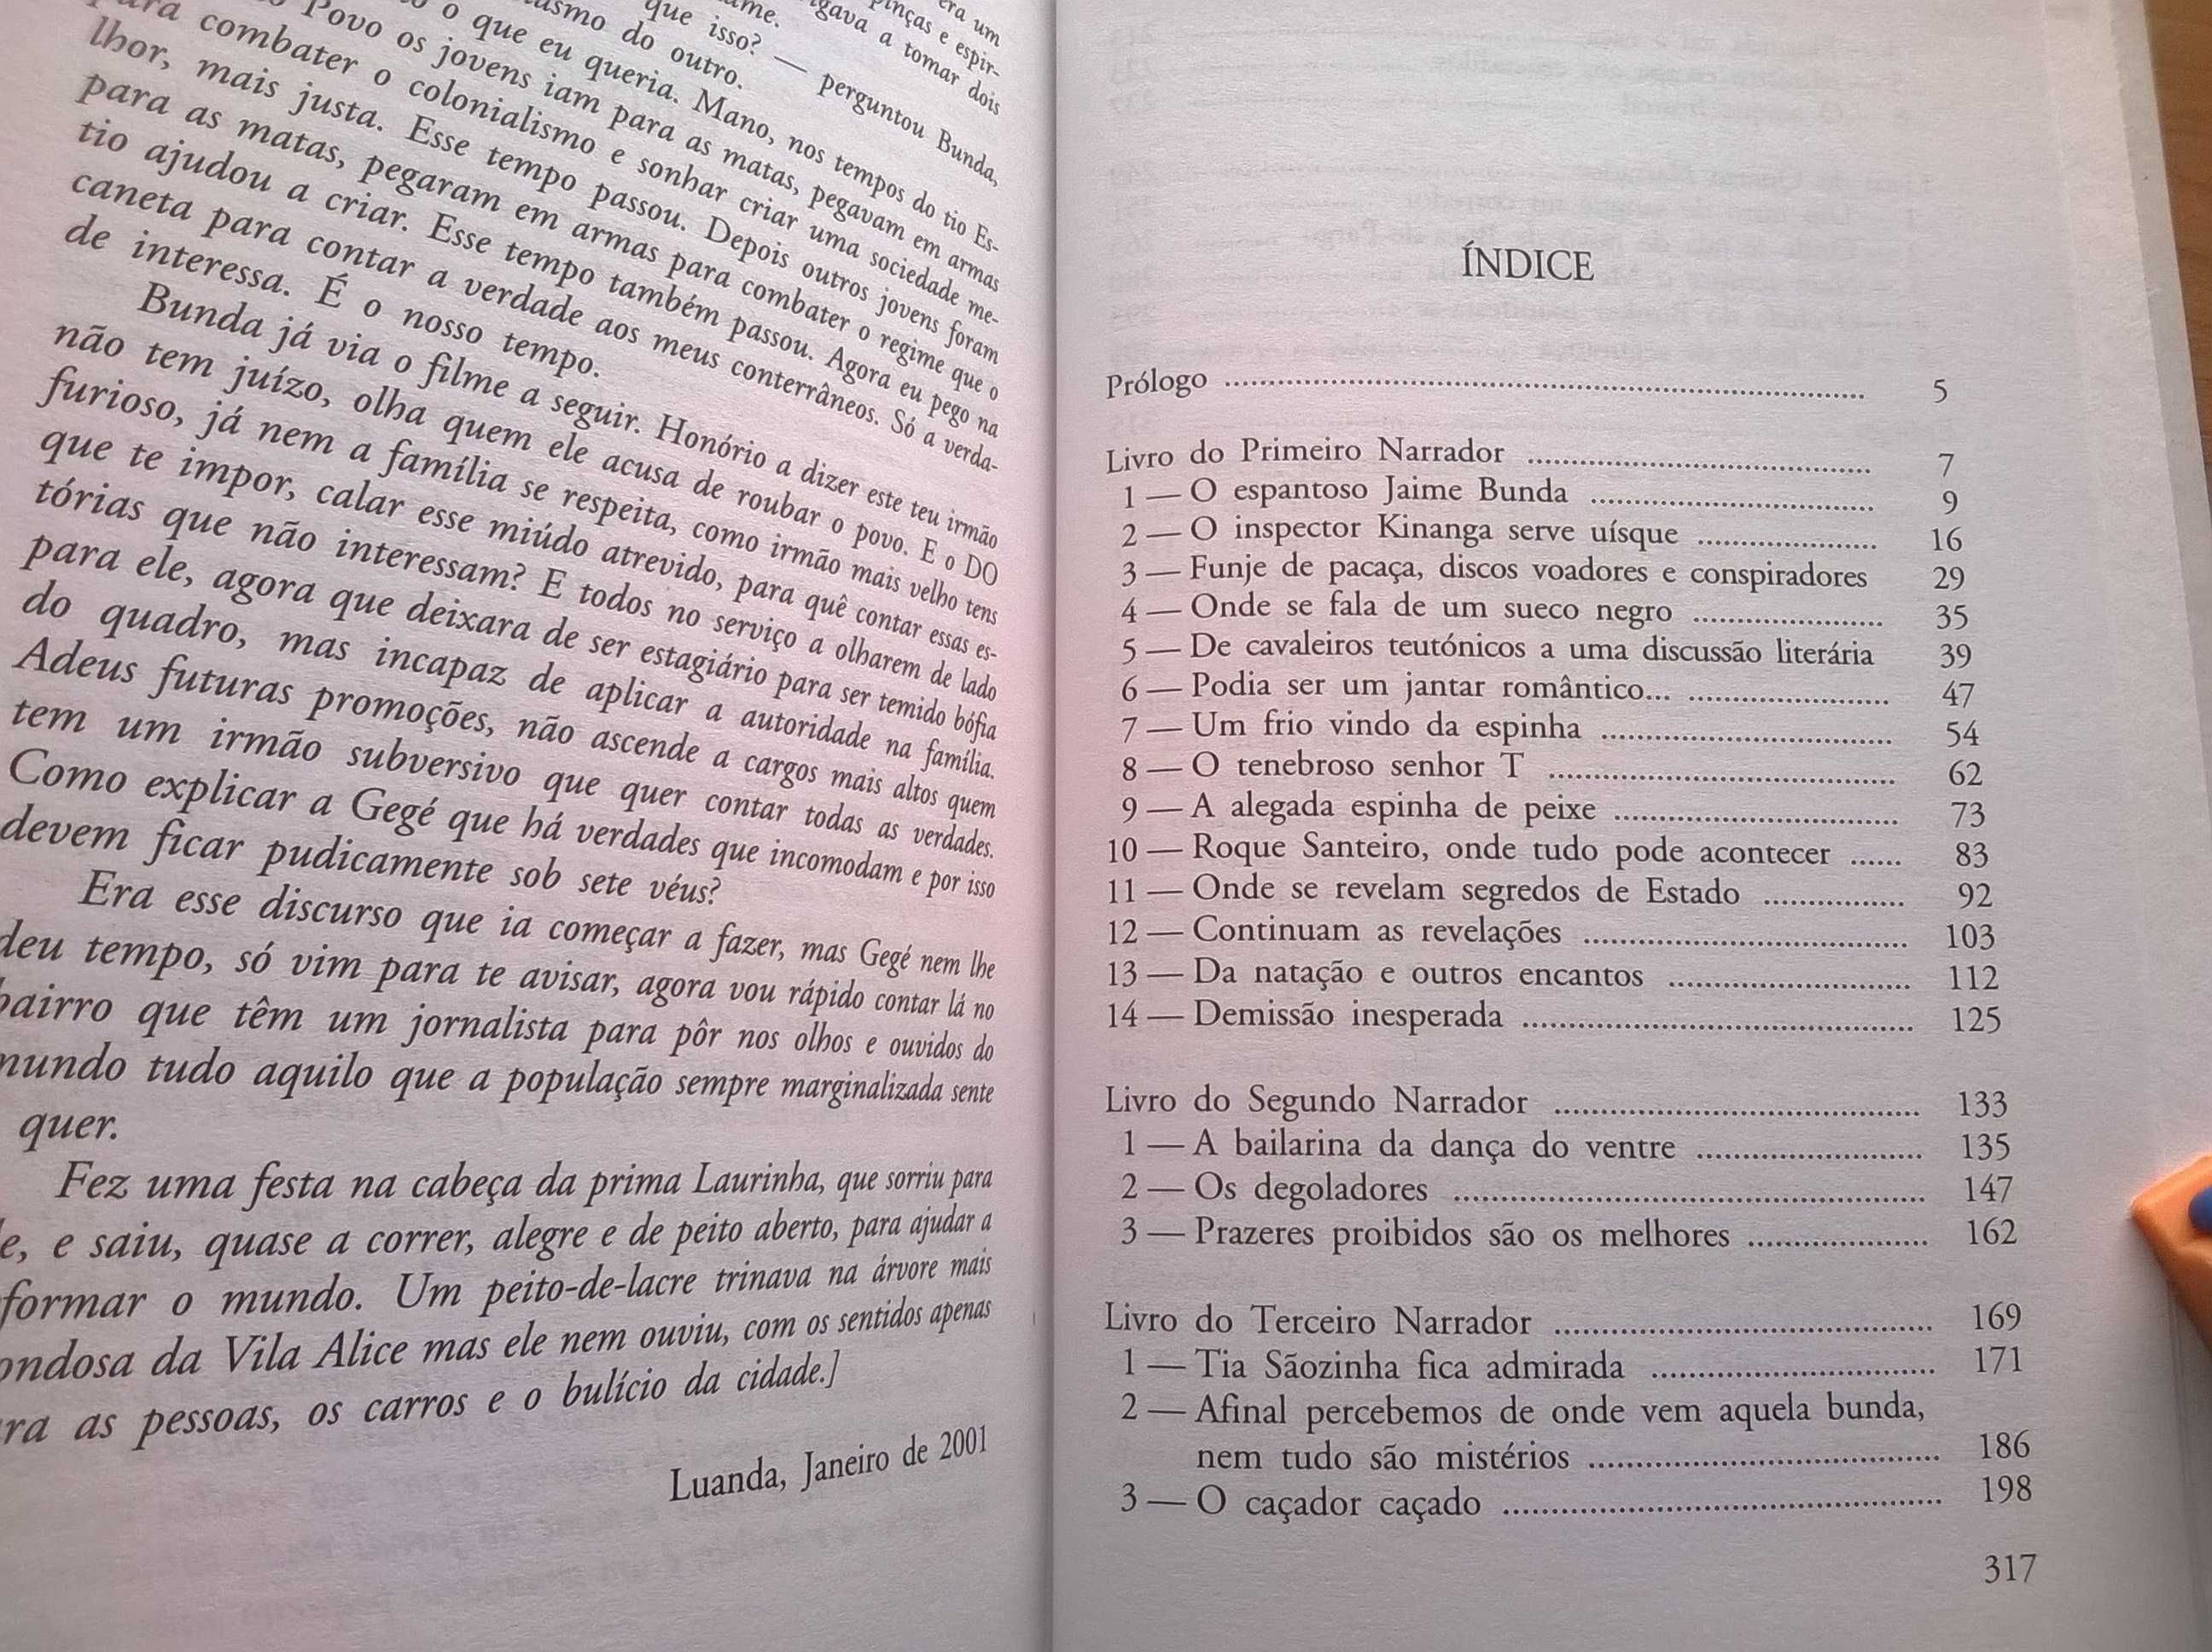 era um
pinças e espir-
ame. igava a tomar dois
que isso? — perguntou Bunda,
ismo do outro.
o que eu queria. Mano, nos tempos do tio Es-
Povo os jovens iam para as matas, pegavam em armas
para combater o colonialismo e sonhar criar uma sociedade me-
lhor, mais justa. Esse tempo passou. Depois outros jovens foram
para as matas, pegaram em armas para combater o regime que o
tio ajudou a criar. Esse tempo também passou. Agora eu pego na
caneta para contar a verdade aos meus conterrâneos. Só a verda-
de interessa. É o nosso tempo.
Bunda já via o filme a seguir. Honório a dizer este teu irmão
não tem juízo, olha quem ele acusa de roubar o povo. E o DO
furioso, já nem a família se respeita, como irmão mais velho tens
que te impor, calar esse miúdo atrevido, para quê contar essas es-
tórias que não interessam? E todos no serviço a olharem de lado
para ele, agora que deixara de ser estagiário para ser temido bófia
do quadro, mas incapaz de aplicar a autoridade na família.
Adeus futuras promoções, não ascende a cargos mais altos quem
tem um irmão subversivo que quer contar todas as verdades.
Como explicar a Gegé que há verdades que incomodam e por isso
devem ficar pudicamente sob sete véus?
Era esse discurso que ia começar a fazer, mas Gegé nem lhe
deu tempo, só vim para te avisar, agora vou rápido contar lá no
bairro que têm um jornalista para pôr nos olhos e ouvidos do
mundo tudo aquilo que a população sempre marginalizada sente
quer.
Fez uma festa na cabeça da prima Laurinha, que sorriu para
e, e saiu, quase a correr, alegre e de peito aberto, para ajudar a
formar o mundo. Um peito-de-lacre trinava na árvore mais
ondosa da Vila Alice mas ele nem ouviu, com os sentidos apenas
ra as pessoas, os carros e o bulício da cidade.]
Luanda, Janeiro de 2001
ÍNDICE
Prólogo .......... 5
Livro do Primeiro Narrador .......... 7
1 — O espantoso Jaime Bunda .......... 9
2 — O inspector Kinanga serve uísque .......... 16
3 — Funje de pacaça, discos voadores e conspiradores 29
4 — Onde se fala de um sueco negro .......... 35
5 — De cavaleiros teutónicos a uma discussão literária 39
6 — Podia ser um jantar romântico... .......... 47
7 — Um frio vindo da espinha .......... 54
8 — O tenebroso senhor T .......... 62
9 — A alegada espinha de peixe .......... 73
10 — Roque Santeiro, onde tudo pode acontecer ...... 83
11 — Onde se revelam segredos de Estado .......... 92
12 — Continuam as revelações .......... 103
13 — Da natação e outros encantos .......... 112
14 — Demissão inesperada .......... 125
Livro do Segundo Narrador .......... 133
1 — A bailarina da dança do ventre .......... 135
2 — Os degoladores .......... 147
3 — Prazeres proibidos são os melhores .......... 162
Livro do Terceiro Narrador .......... 169
1 — Tia Sãozinha fica admirada .......... 171
2 — Afinal percebemos de onde vem aquela bunda,
nem tudo são mistérios .......... 186
3 — O caçador caçado .......... 198
317